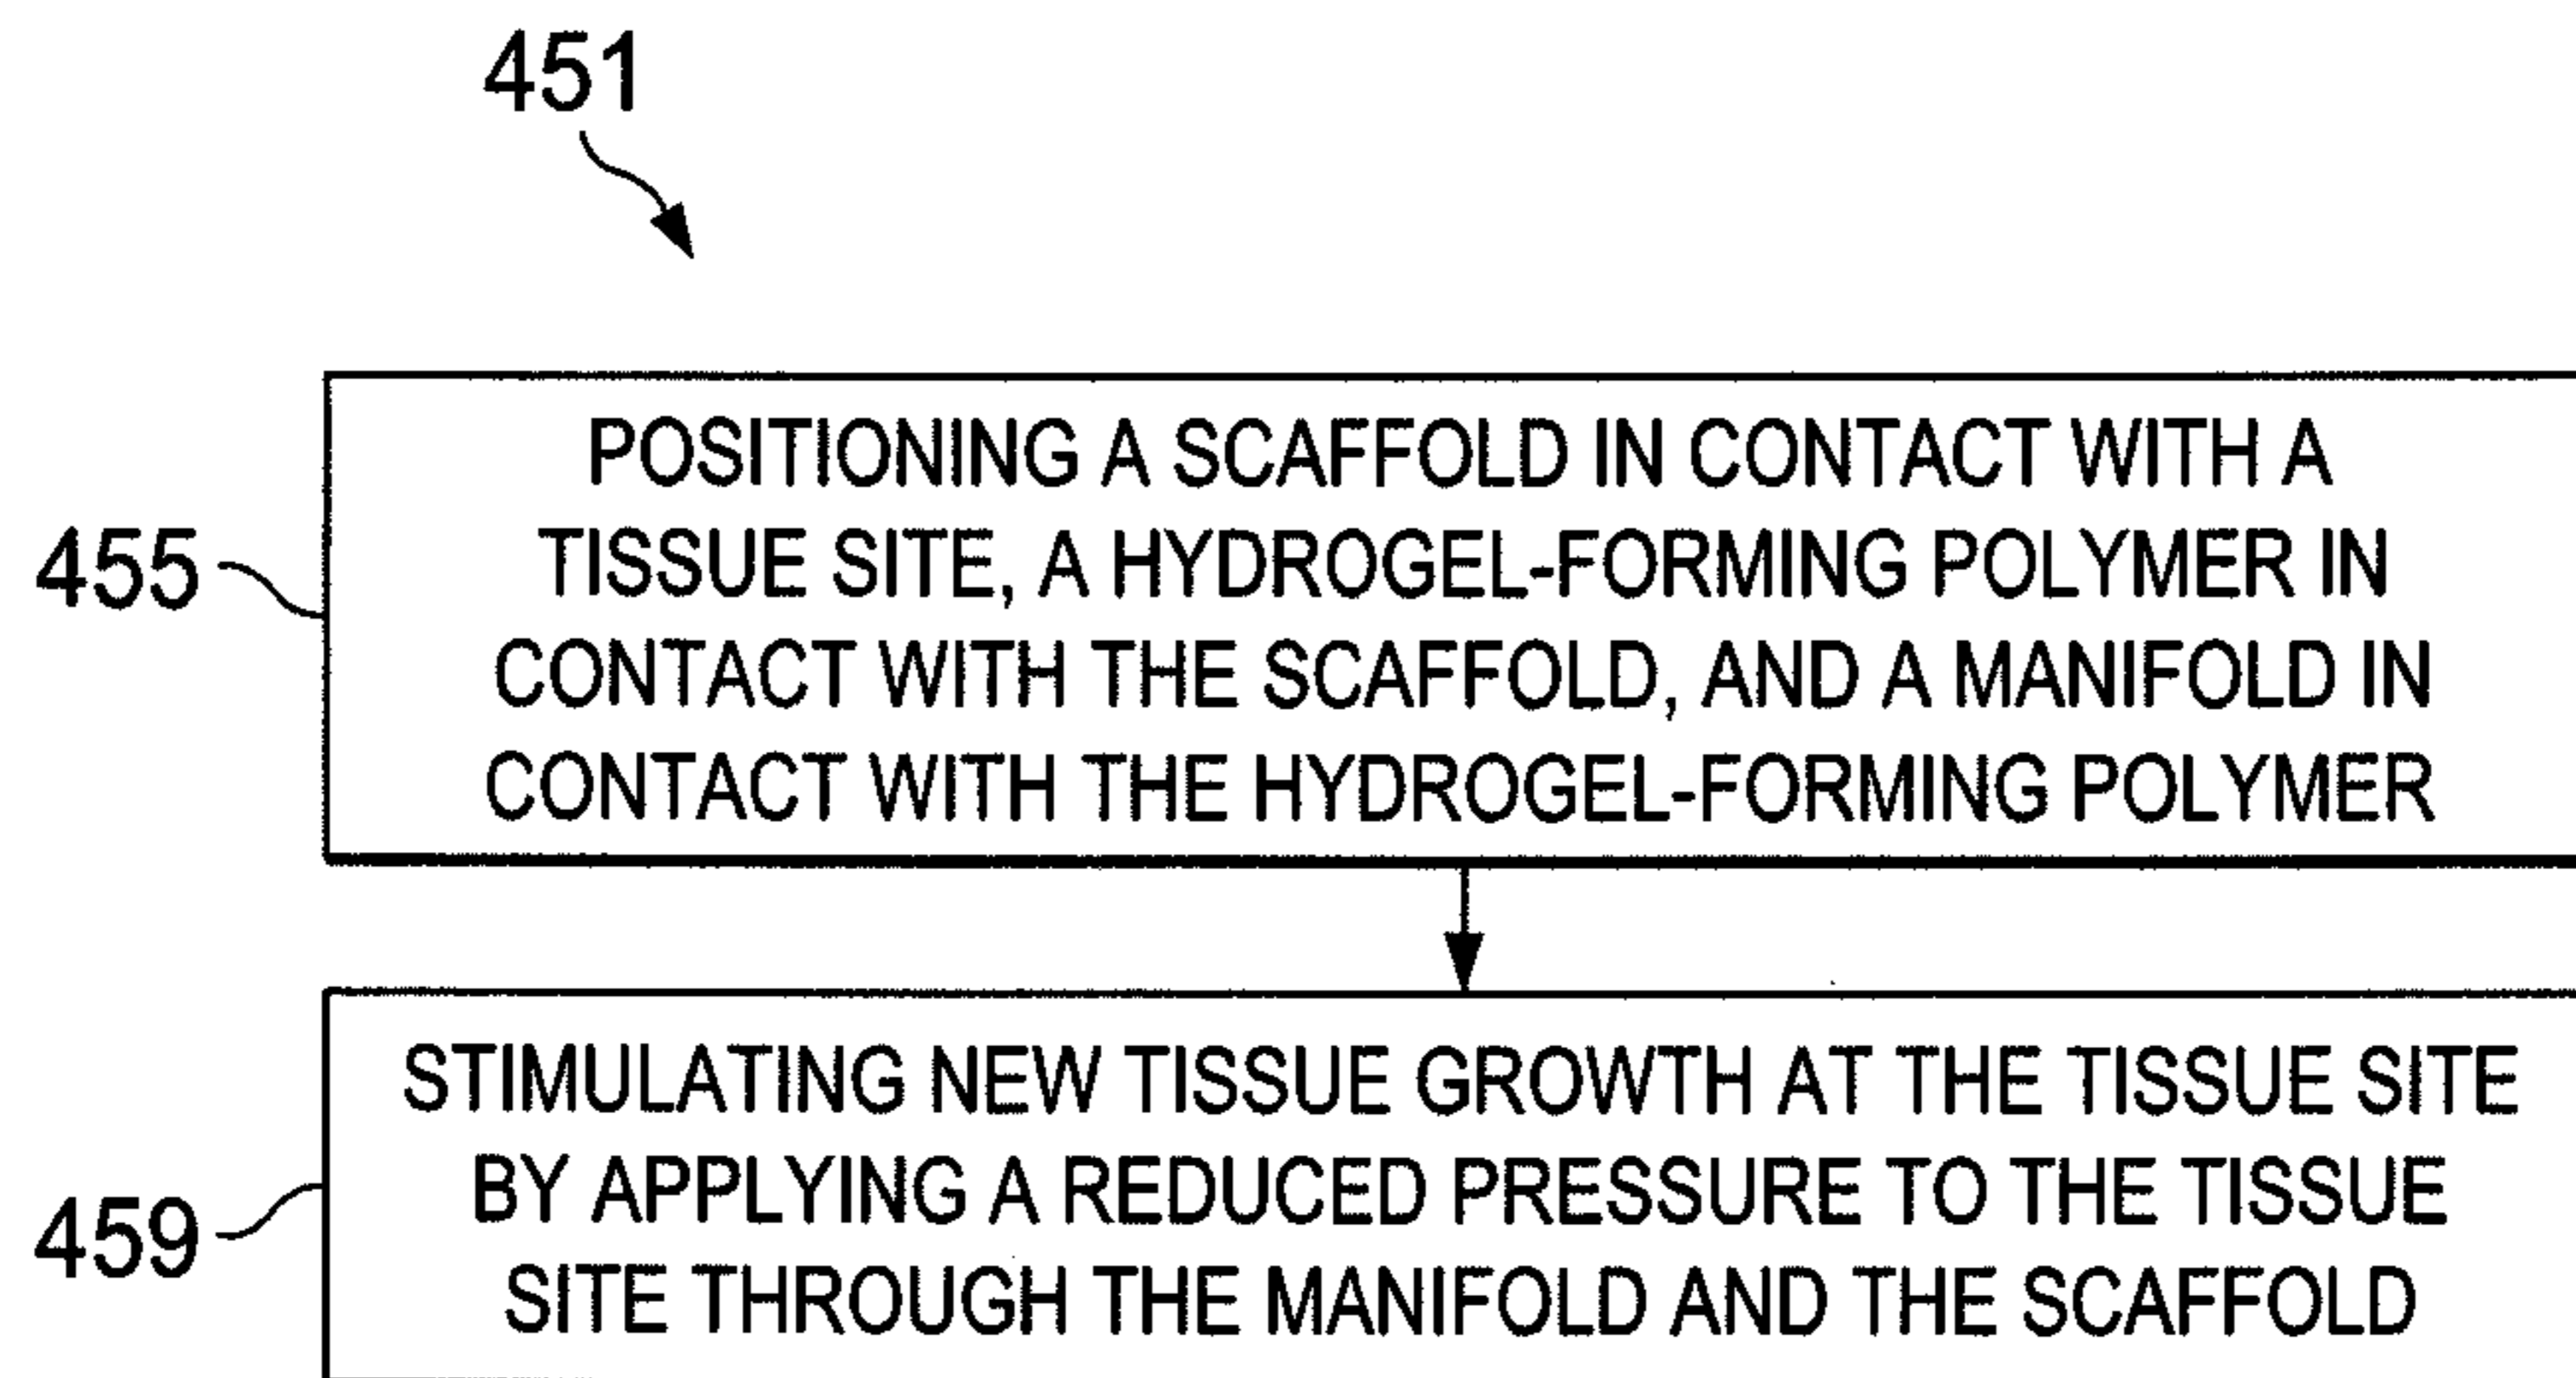 451
POSITIONING A SCAFFOLD IN CONTACT WITH A
TISSUE SITE, A HYDROGEL-FORMING POLYMER IN
CONTACT WITH THE SCAFFOLD, AND A MANIFOLD IN
CONTACT WITH THE HYDROGEL-FORMING POLYMER
455
STIMULATING NEW TISSUE GROWTH AT THE TISSUE SITE
BY APPLYING A REDUCED PRESSURE TO THE TISSUE
SITE THROUGH THE MANIFOLD AND THE SCAFFOLD
459